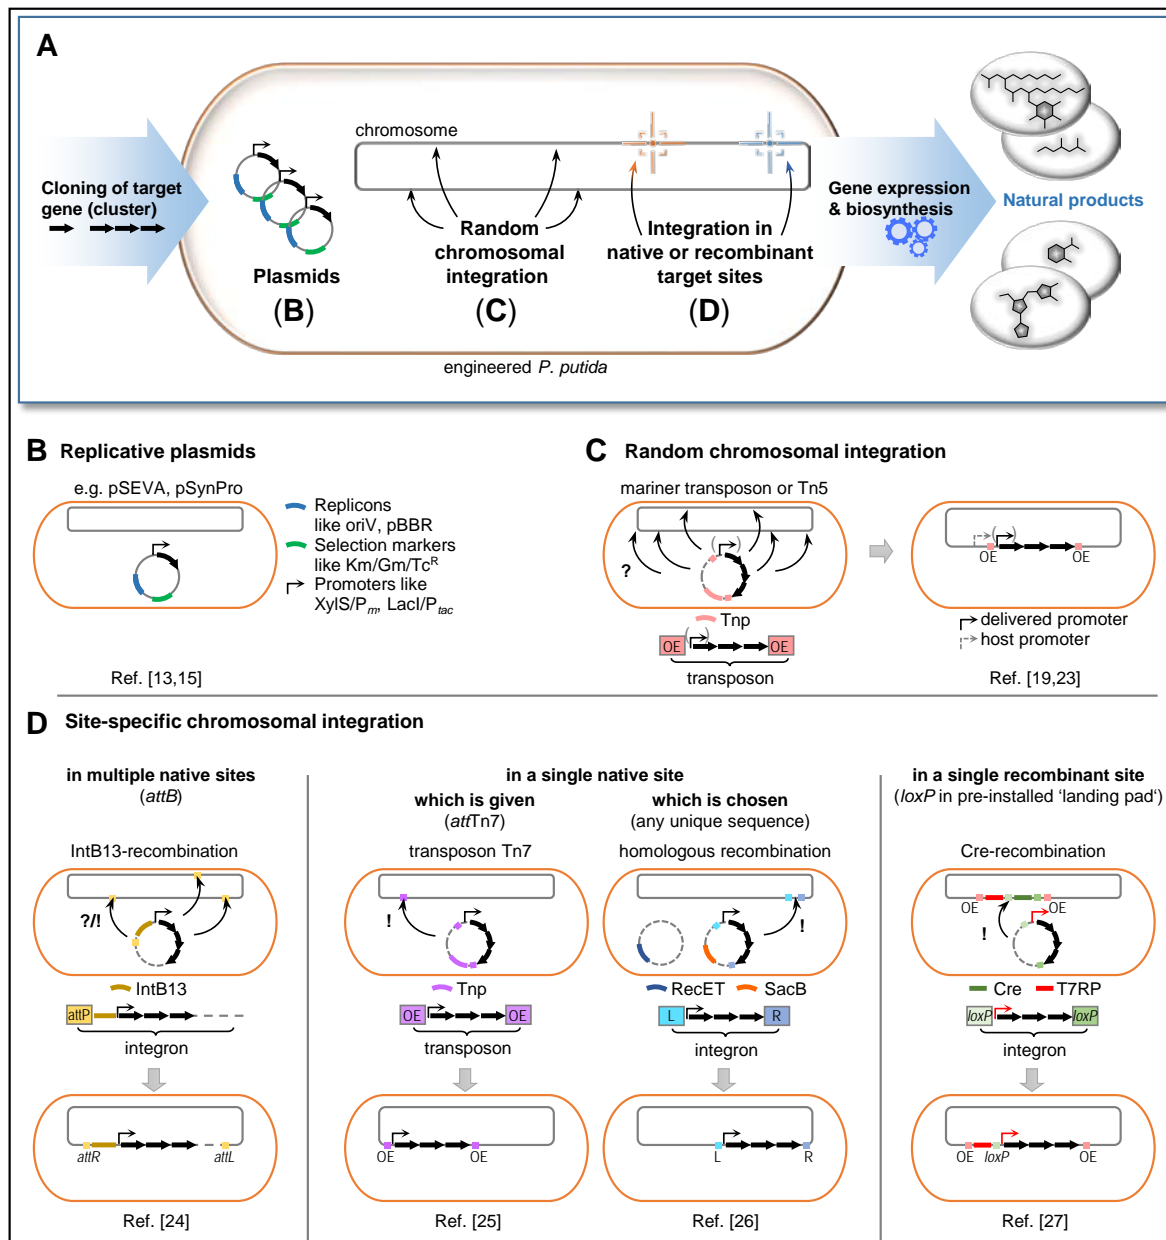 A
chromosome
Cloning of target
gene (cluster)
Plasmids
(B)
Random
chromosomal
integration
(C)
Integration in
native or recombinant
target sites
(D)
Gene expression
& biosynthesis
Natural products
engineered P. putida
B Replicative plasmids
e.g. pSEVA, pSynPro
Replicons
like oriV, pBBR
Selection markers
like Km/Gm/Tcᴿ
Promoters like
XylS/Pm, LacI/Ptac
Ref. [13,15]
C Random chromosomal integration
mariner transposon or Tn5
( )
?
Tnp
OE ( ) OE
transposon
( )
OE OE
delivered promoter
host promoter
Ref. [19,23]
D Site-specific chromosomal integration
in multiple native sites
(attB)
IntB13-recombination
?/!
IntB13
attP
integron
attR attL
Ref. [24]
in a single native site
which is given
(attTn7)
transposon Tn7
!
Tnp
OE OE
transposon
OE OE
Ref. [25]
which is chosen
(any unique sequence)
homologous recombination
!
RecET SacB
L R
integron
L R
Ref. [26]
in a single recombinant site
(loxP in pre-installed ‘landing pad‘)
Cre-recombination
OE OE
!
Cre T7RP
loxP loxP
integron
OE loxP OE
Ref. [27]